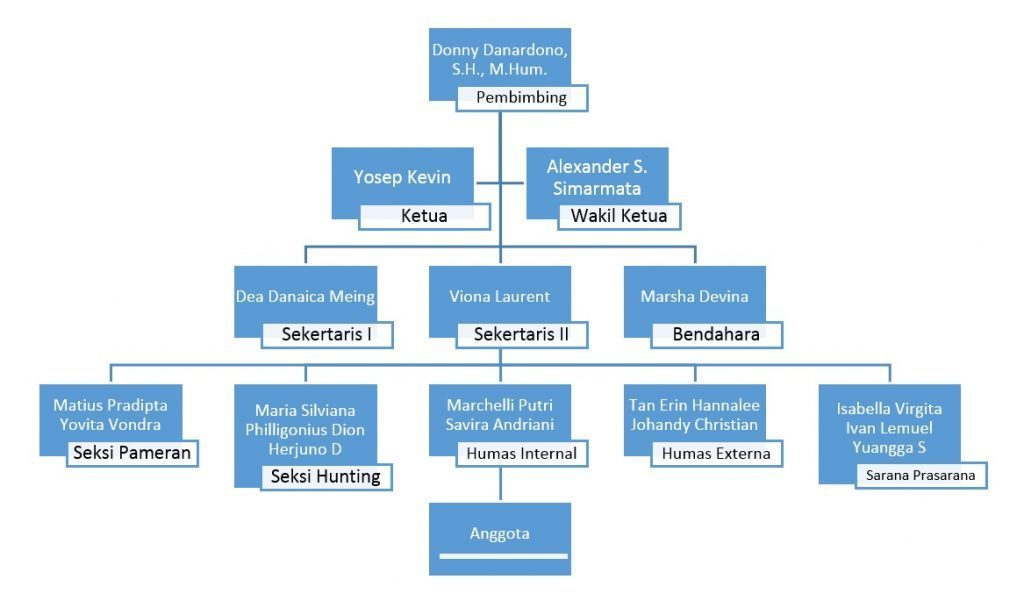 Donny Danardono,
S.H., M.Hum.
Pembimbing
Yosep Kevin
Ketua
Alexander S.
Simarmata
Wakil Ketua
Dea Danaica Meing
Sekertaris I
Viona Laurent
Sekertaris II
Marsha Devina
Bendahara
Matius Pradipta
Yovita Vondra
Seksi Pameran
Maria Silviana
Philligonius Dion
Herjuno D
Seksi Hunting
Marchelli Putri
Savira Andriani
Humas Internal
Tan Erin Hannalee
Johandy Christian
Humas Externa
Isabella Virgita
Ivan Lemuel
Yuangga S
Sarana Prasarana
Anggota